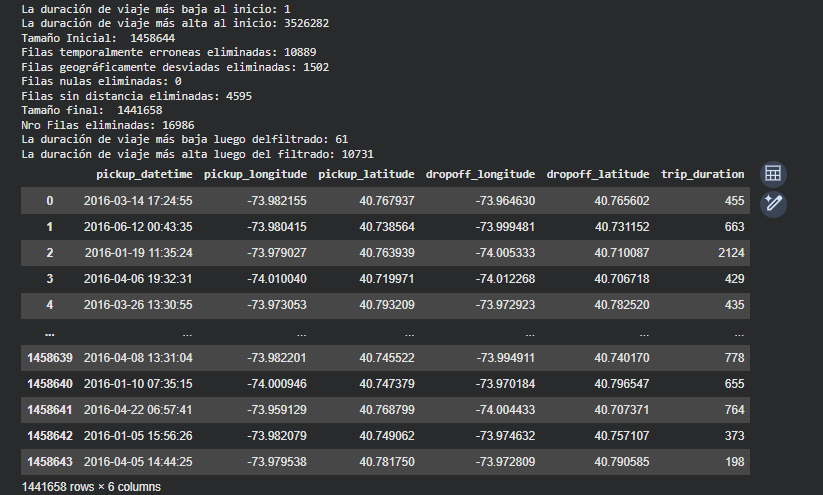 La duración de viaje más baja al inicio: 1
La duración de viaje más alta al inicio: 3526282
Tamaño Inicial:  1458644
Filas temporalmente erroneas eliminadas: 10889
Filas geográficamente desviadas eliminadas: 1502
Filas nulas eliminadas: 0
Filas sin distancia eliminadas: 4595
Tamaño final:  1441658
Nro Filas eliminadas: 16986
La duración de viaje más baja luego delfiltrado: 61
La duración de viaje más alta luego del filtrado: 10731
pickup_datetime pickup_longitude pickup_latitude dropoff_longitude dropoff_latitude trip_duration
0 2016-03-14 17:24:55 -73.982155 40.767937 -73.964630 40.765602 455
1 2016-06-12 00:43:35 -73.980415 40.738564 -73.999481 40.731152 663
2 2016-01-19 11:35:24 -73.979027 40.763939 -74.005333 40.710087 2124
3 2016-04-06 19:32:31 -74.010040 40.719971 -74.012268 40.706718 429
4 2016-03-26 13:30:55 -73.973053 40.793209 -73.972923 40.782520 435
... ... ... ... ... ... ...
1458639 2016-04-08 13:31:04 -73.982201 40.745522 -73.994911 40.740170 778
1458640 2016-01-10 07:35:15 -74.000946 40.747379 -73.970184 40.796547 655
1458641 2016-04-22 06:57:41 -73.959129 40.768799 -74.004433 40.707371 764
1458642 2016-01-05 15:56:26 -73.982079 40.749062 -73.974632 40.757107 373
1458643 2016-04-05 14:44:25 -73.979538 40.781750 -73.972809 40.790585 198
1441658 rows × 6 columns